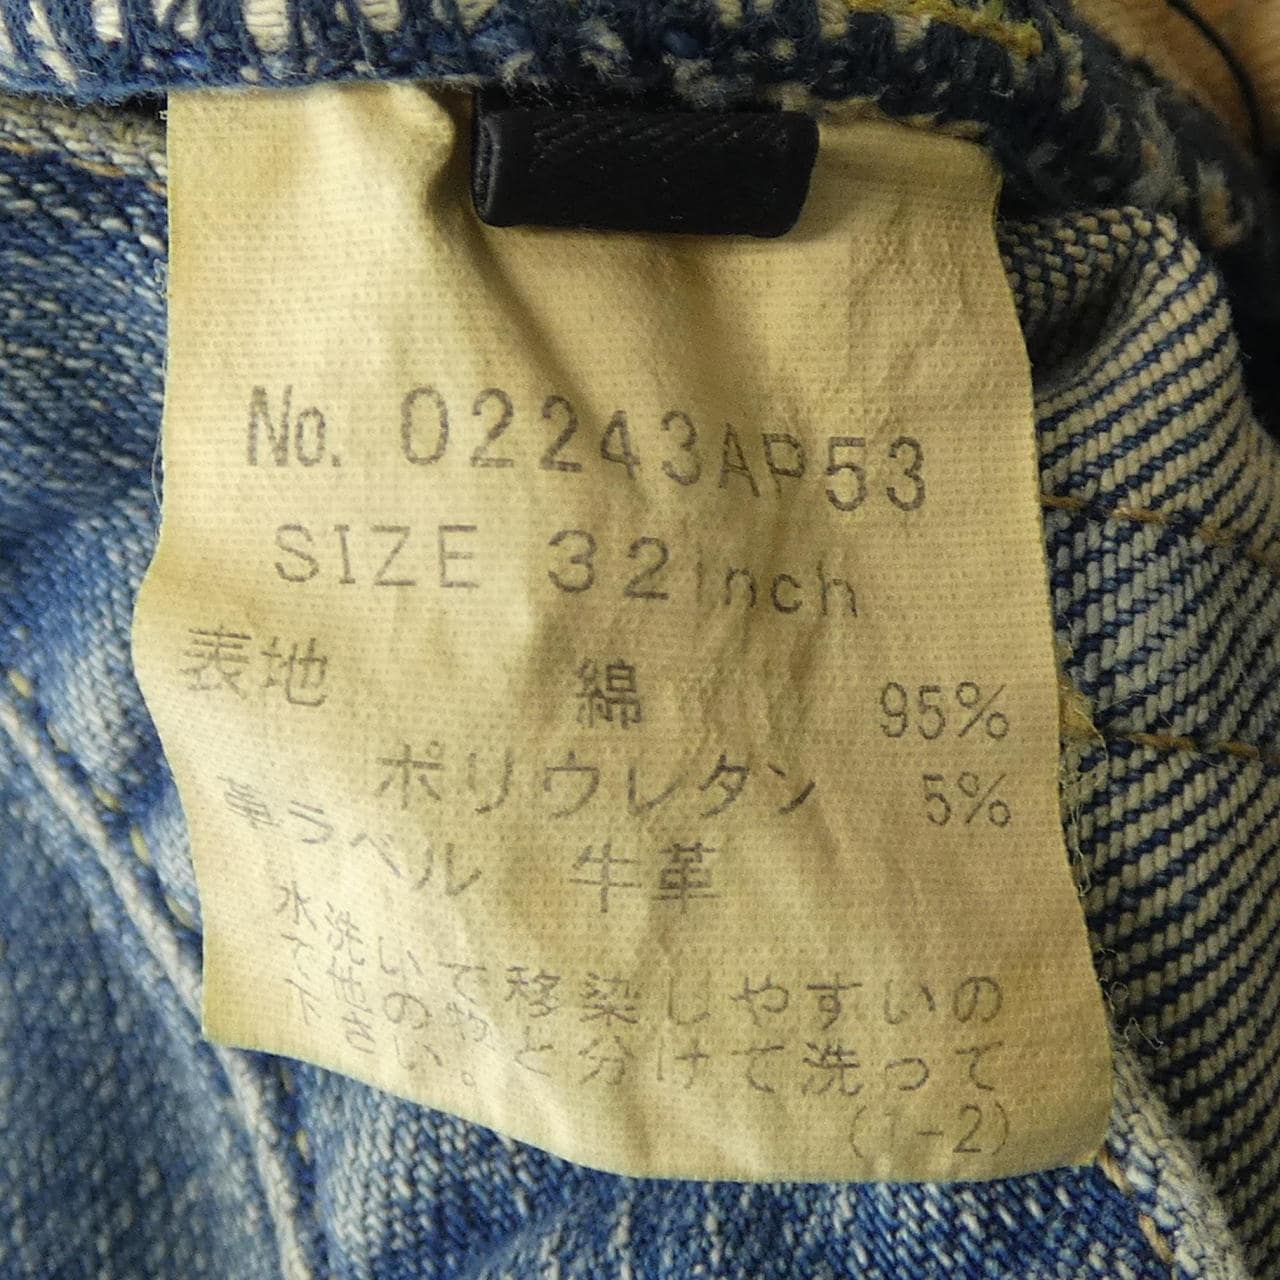 No. 02243AP53
SIZE 32inch
表地 綿 95%
ポリウレタン 5%
革ラベル 牛革
水洗いで移染しやすいの
で他の物と分けて洗って
下さい。
(1-2)